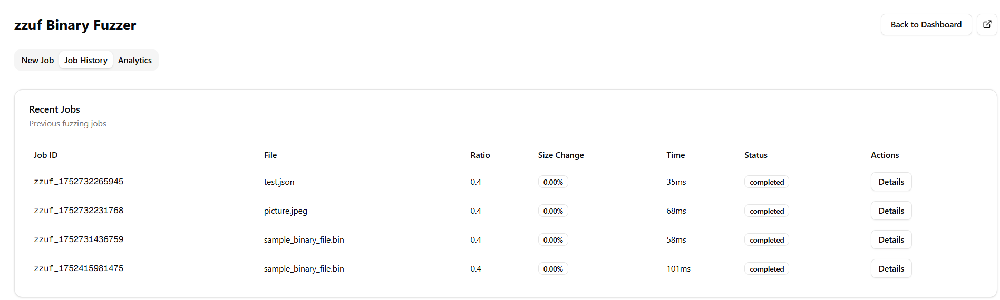 zzuf Binary Fuzzer
Back to Dashboard
New Job Job History Analytics
Recent Jobs
Previous fuzzing jobs
Job ID File Ratio Size Change Time Status Actions
zzuf_1752732265945 test.json 0.4 0.00% 35ms completed Details
zzuf_1752732231768 picture.jpeg 0.4 0.00% 68ms completed Details
zzuf_1752731436759 sample_binary_file.bin 0.4 0.00% 58ms completed Details
zzuf_1752415981475 sample_binary_file.bin 0.4 0.00% 101ms completed Details